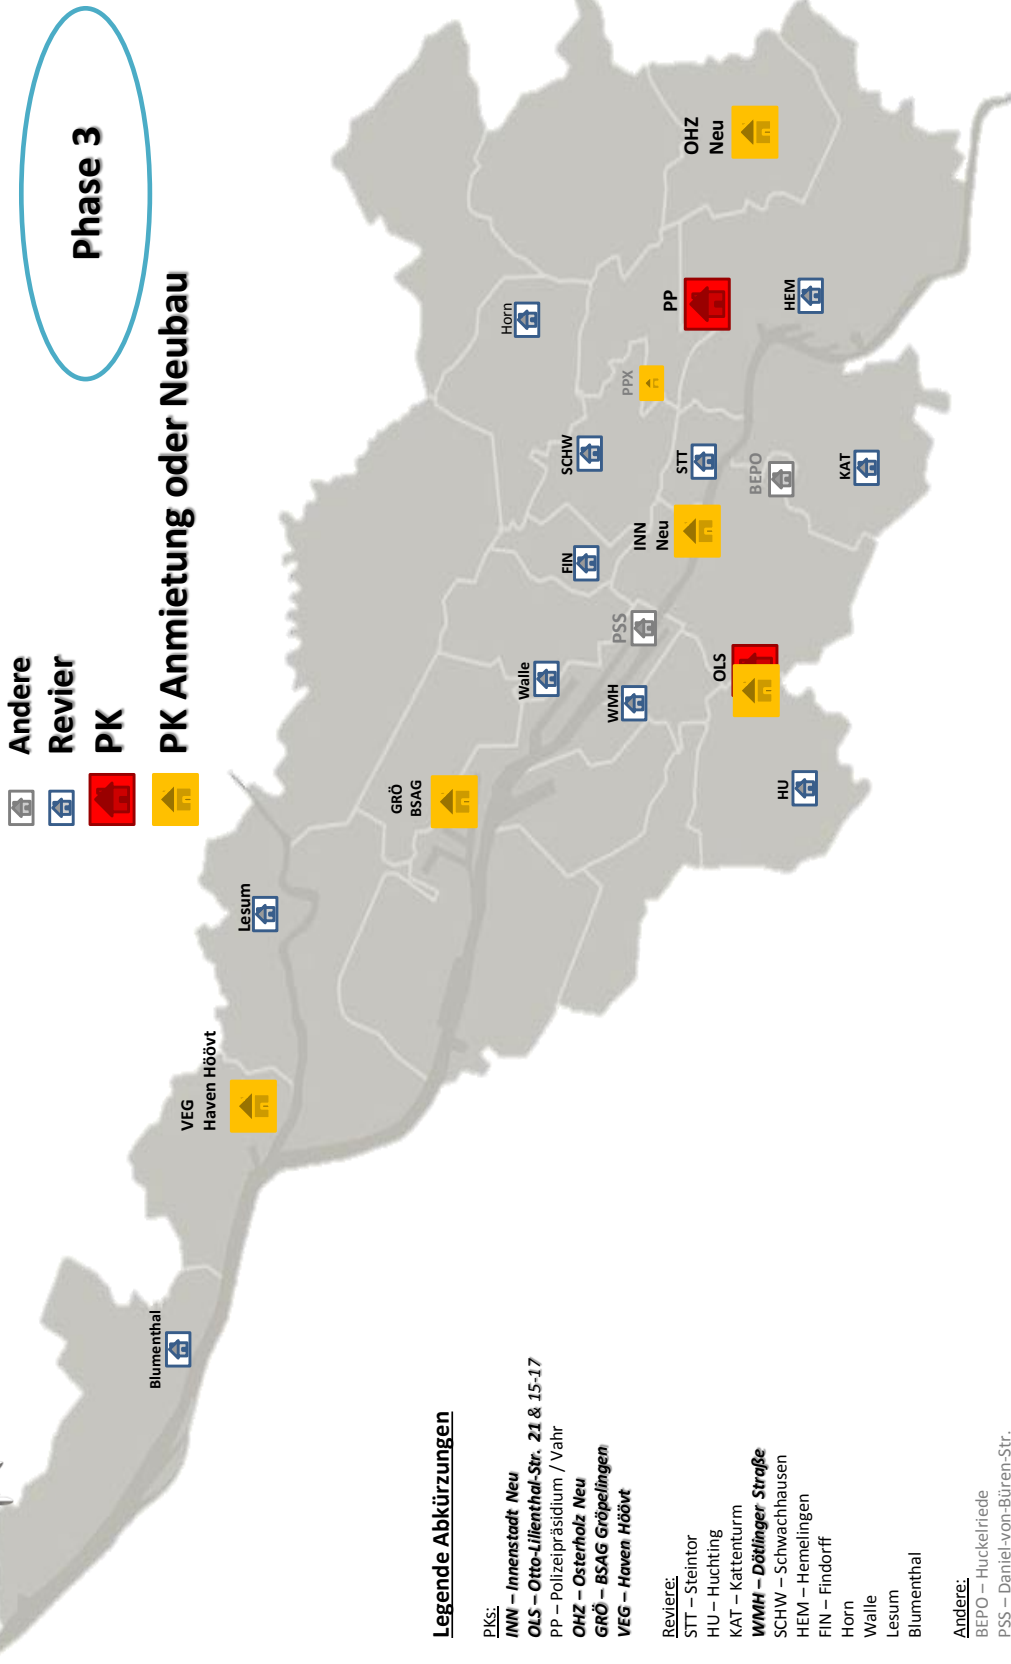 Phase 3
Andere
Revier
PK
PK Anmietung oder Neubau
Blumenthal
VEG
Haven Höövt
Lesum
GRÖ
BSAG
Walle
WMH
PSS
FIN
SCHW
Horn
INN
Neu
STT
PPX
PP
OHZ
Neu
HEM
BEPO
KAT
OLS
HU
Legende Abkürzungen
PKs:
INN – Innenstadt Neu
OLS – Otto-Lilienthal-Str. 21 & 15-17
PP – Polizeipräsidium / Vahr
OHZ – Osterholz Neu
GRÖ – BSAG Gröpelingen
VEG – Haven Höövt
Reviere:
STT – Steintor
HU – Huchting
KAT – Kattenturm
WMH – Dötlinger Straße
SCHW – Schwachhausen
HEM – Hemelingen
FIN – Findorff
Horn
Walle
Lesum
Blumenthal
Andere:
BEPO – Huckelriede
PSS – Daniel-von-Büren-Str.